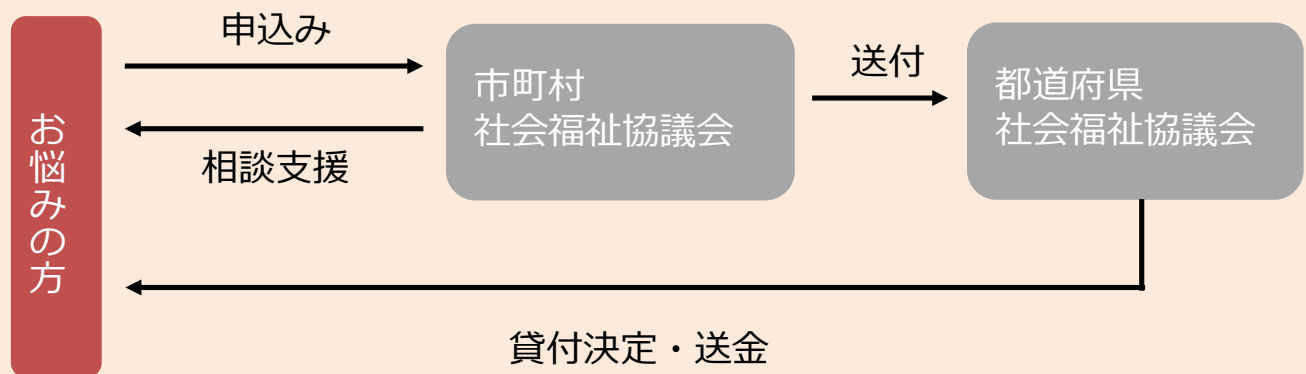 お悩みの方
申込み
相談支援
市町村
社会福祉協議会
送付
都道府県
社会福祉協議会
貸付決定・送金